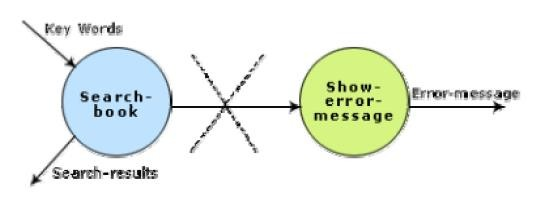 Key Words
Search-
book
Search-results
Show-
error-
message
Error-message